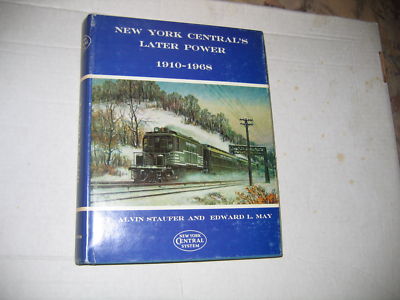 NEW YORK CENTRAL'S
LATER POWER
1910-1968
ALVIN STAUFER AND EDWARD L. MAY
NEW YORK
CENTRAL
SYSTEM